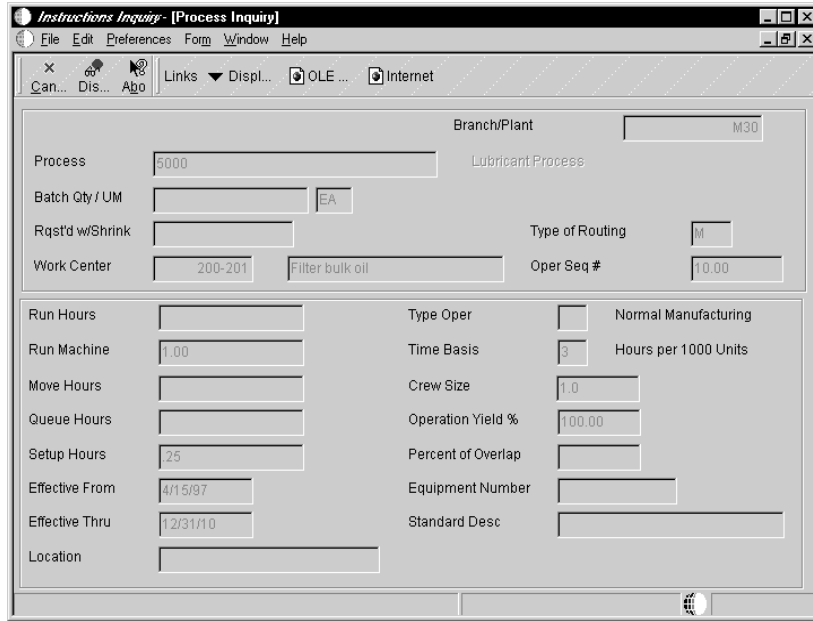 Instructions Inquiry - [Process Inquiry]
File Edit Preferences Form Window Help
Can... Dis... Abo Links Displ... OLE ... Internet
Branch/Plant M30
Process 5000 Lubricant Process
Batch Qty / UM EA
Rqst'd w/Shrink Type of Routing M
Work Center 200-201 Filter bulk oil Oper Seq # 10.00
Run Hours Type Oper Normal Manufacturing
Run Machine 1.00 Time Basis 3 Hours per 1000 Units
Move Hours Crew Size 1.0
Queue Hours Operation Yield % 100.00
Setup Hours .25 Percent of Overlap
Effective From 4/15/97 Equipment Number
Effective Thru 12/31/10 Standard Desc
Location